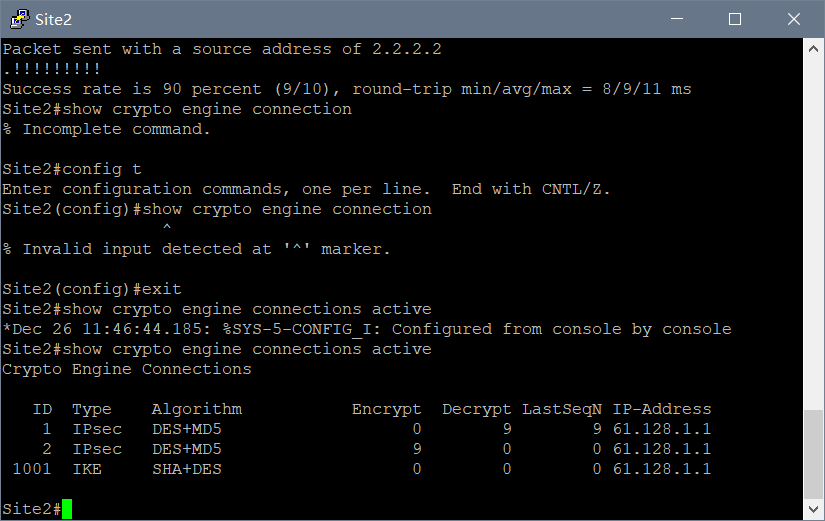 Site2
Packet sent with a source address of 2.2.2.2
.!!!!!!!!!
Success rate is 90 percent (9/10), round-trip min/avg/max = 8/9/11 ms
Site2#show crypto engine connection
% Incomplete command.
Site2#config t
Enter configuration commands, one per line.  End with CNTL/Z.
Site2(config)#show crypto engine connection
^
% Invalid input detected at '^' marker.
Site2(config)#exit
Site2#show crypto engine connections active
*Dec 26 11:46:44.185: %SYS-5-CONFIG_I: Configured from console by console
Site2#show crypto engine connections active
Crypto Engine Connections
ID  Type    Algorithm           Encrypt  Decrypt LastSeqN IP-Address
1  IPsec   DES+MD5                   0        9        9 61.128.1.1
2  IPsec   DES+MD5                   9        0        0 61.128.1.1
1001  IKE     SHA+DES                   0        0        0 61.128.1.1
Site2#